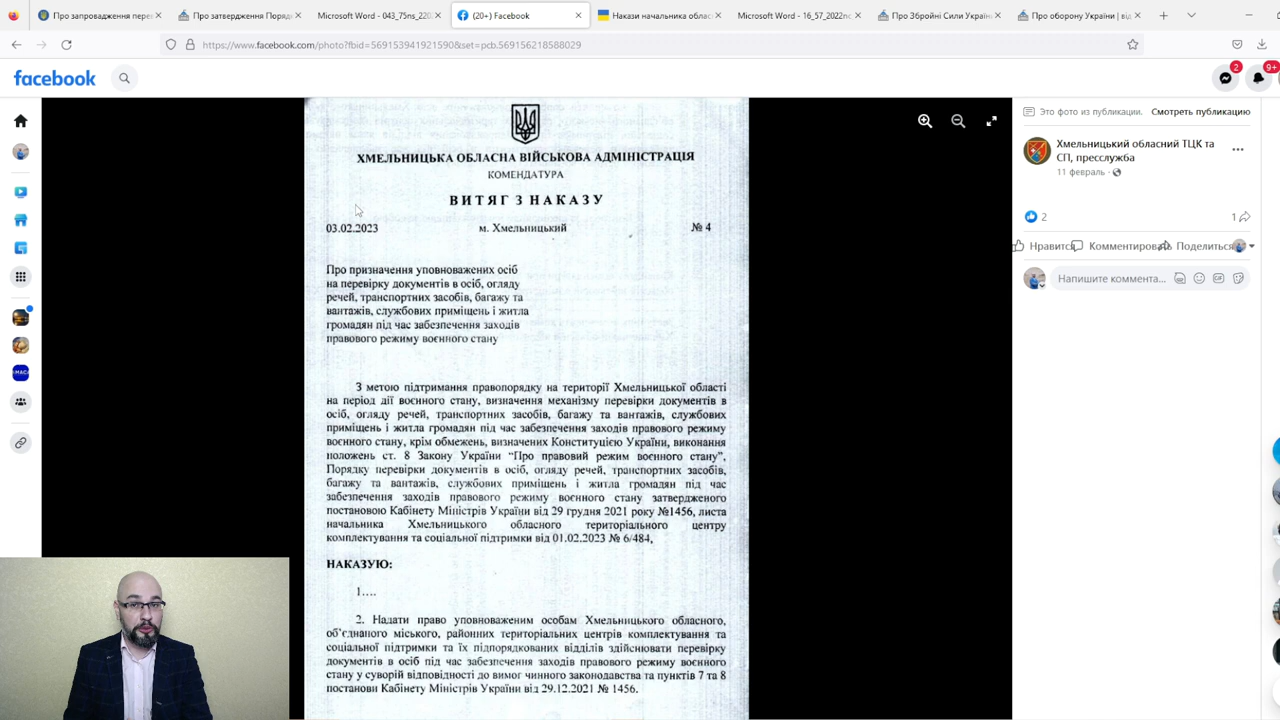 Про запровадження пере
Про затвердження Поряд
Microsoft Word - 043_75ns_220
(20+) Facebook
Накази начальника облас
Microsoft Word - 16_57_2022п
Про Збройні Сили Україн
Про оборону України | від
https://www.facebook.com/photo?fbid=569153941921590&set=pcb.569156218588029
facebook
2
9+
ХМЕЛЬНИЦЬКА ОБЛАСНА ВІЙСЬКОВА АДМІНІСТРАЦІЯ
КОМЕНДАТУРА
ВИТЯГ З НАКАЗУ
03.02.2023 м. Хмельницький № 4
Про призначення уповноважених осіб
на перевірку документів в осіб, огляду
речей, транспортних засобів, багажу та
вантажів, службових приміщень і житла
громадян під час забезпечення заходів
правового режиму воєнного стану
З метою підтримання правопорядку на території Хмельницької області
на період дії воєнного стану, визначення механізму перевірки документів в
осіб, огляду речей, транспортних засобів, багажу та вантажів, службових
приміщень і житла громадян під час забезпечення заходів правового режиму
воєнного стану, крім обмежень, визначених Конституцією України, виконання
положень ст. 8 Закону України “Про правовий режим воєнного стану”,
Порядку перевірки документів в осіб, огляду речей, транспортних засобів,
багажу та вантажів, службових приміщень і житла громадян під час
забезпечення заходів правового режиму воєнного стану затвердженого
постановою Кабінету Міністрів України від 29 грудня 2021 року №1456, листа
начальника Хмельницького обласного територіального центру
комплектування та соціальної підтримки від 01.02.2023 № 6/484,
НАКАЗУЮ:
1….
2. Надати право уповноваженим особам Хмельницького обласного,
об’єднаного міського, районних територіальних центрів комплектування та
соціальної підтримки та їх підпорядкованих відділів здійснювати перевірку
документів в осіб під час забезпечення заходів правового режиму воєнного
стану у суворій відповідності до вимог чинного законодавства та пунктів 7 та 8
постанови Кабінету Міністрів України від 29.12.2021 № 1456.
Это фото из публикации. Смотреть публикацию
Хмельницький обласний ТЦК та
СП, пресслужба
11 февраль ·
2
1
Нравится Комментировать Поделиться
Напишите коммента...
GIF